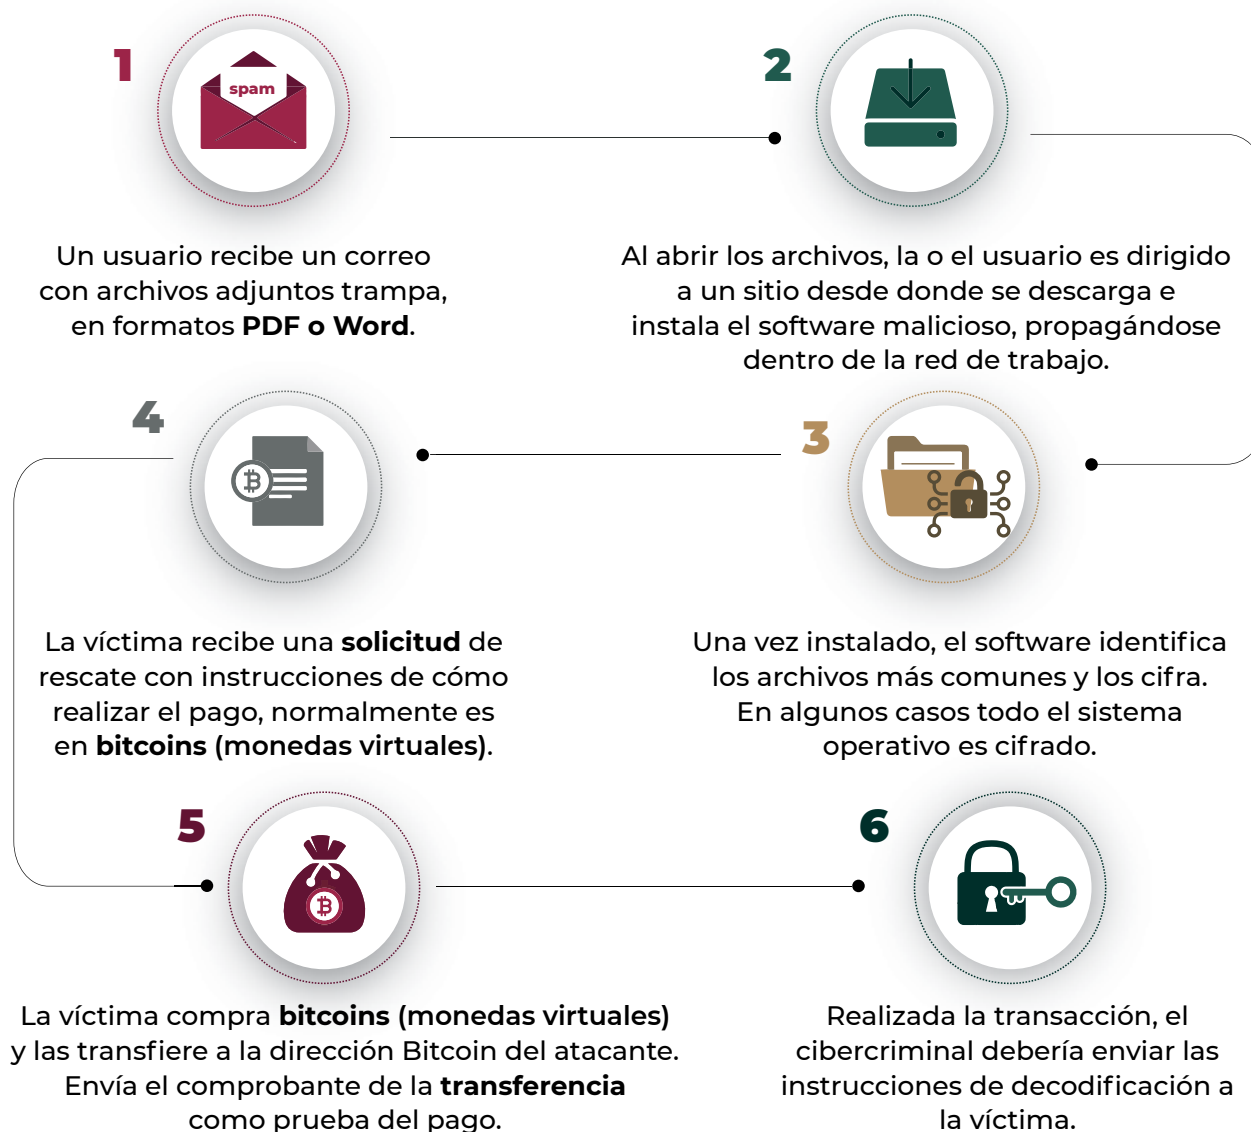 1
spam
Un usuario recibe un correo
con archivos adjuntos trampa,
en formatos PDF o Word.
2
Al abrir los archivos, la o el usuario es dirigido
a un sitio desde donde se descarga e
instala el software malicioso, propagándose
dentro de la red de trabajo.
3
Una vez instalado, el software identifica
los archivos más comunes y los cifra.
En algunos casos todo el sistema
operativo es cifrado.
4
La víctima recibe una solicitud de
rescate con instrucciones de cómo
realizar el pago, normalmente es
en bitcoins (monedas virtuales).
5
La víctima compra bitcoins (monedas virtuales)
y las transfiere a la dirección Bitcoin del atacante.
Envía el comprobante de la transferencia
como prueba del pago.
6
Realizada la transacción, el
cibercriminal debería enviar las
instrucciones de decodificación a
la víctima.